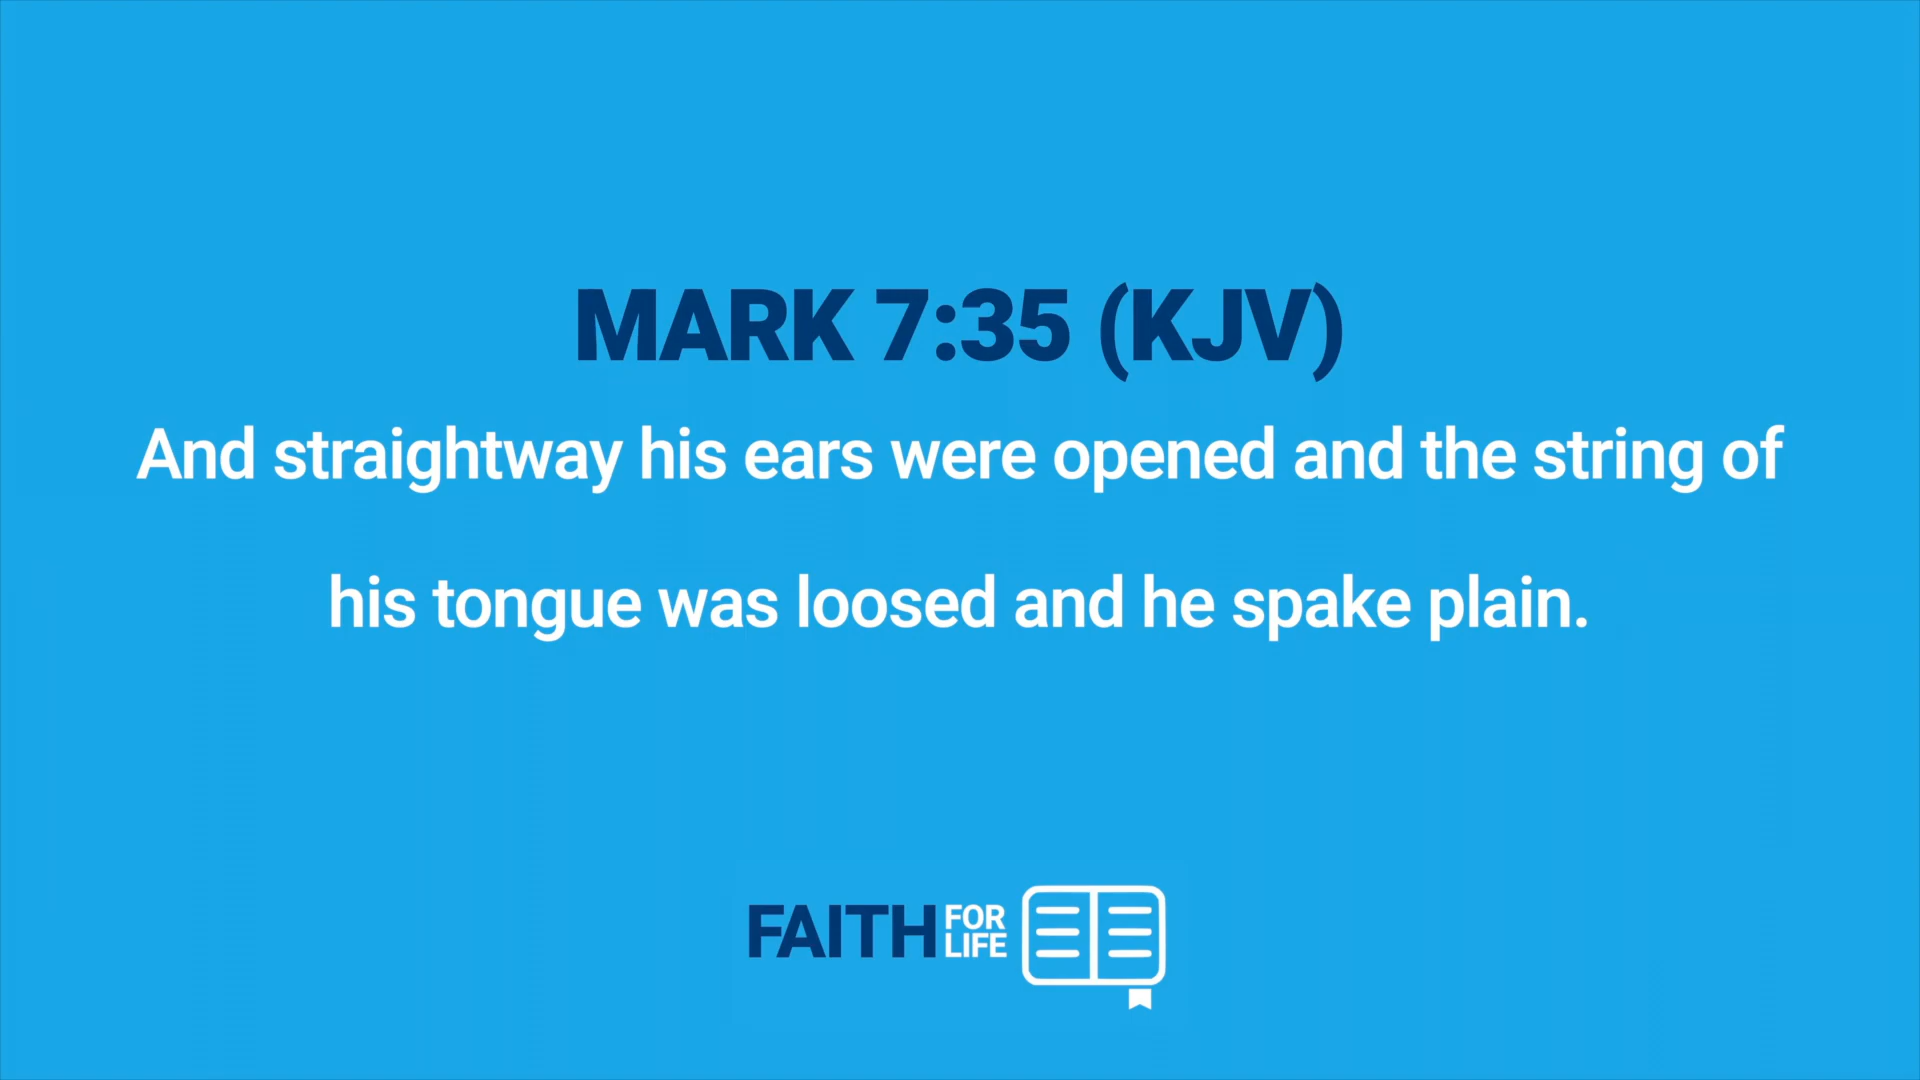 MARK 7:35 (KJV)
And straightway his ears were opened and the string of
his tongue was loosed and he spake plain.
FAITH FOR
LIFE